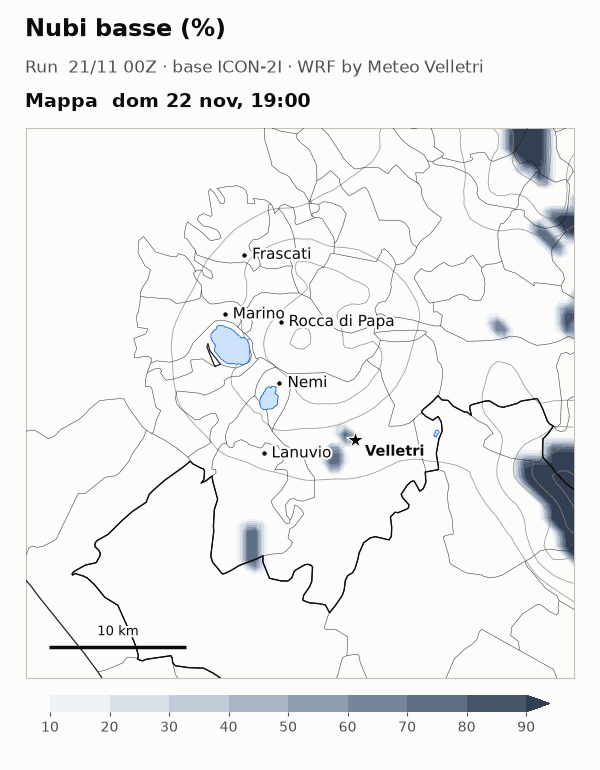 Nubi basse (%)
Run  21/11 00Z · base ICON-2I · WRF by Meteo Velletri
Mappa  dom 22 nov, 19:00
Frascati
Marino
Rocca di Papa
Nemi
Velletri
Lanuvio
10 km
10 20 30 40 50 60 70 80 90